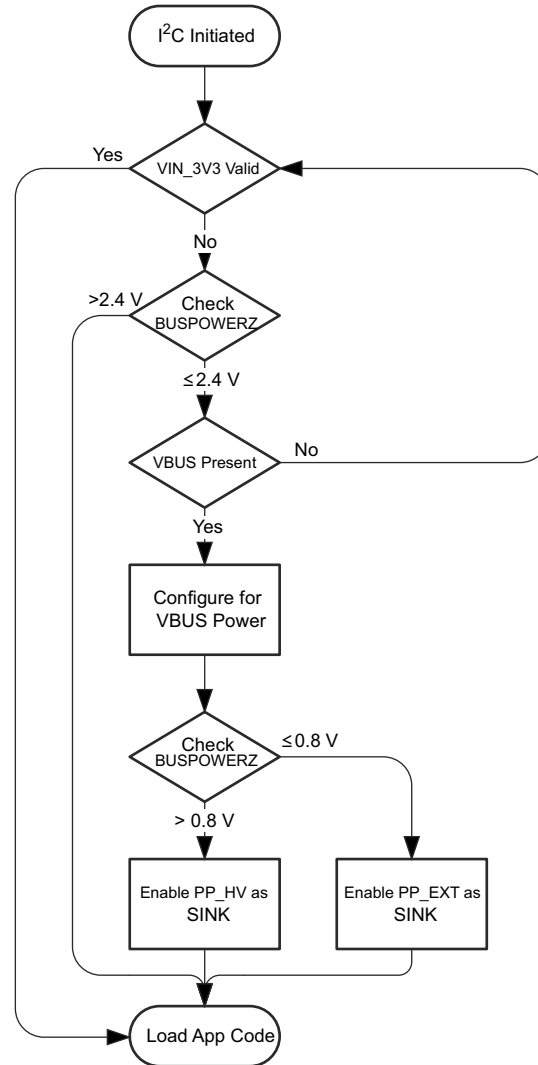 I²C Initiated
Yes
VIN_3V3 Valid
No
>2.4 V
Check
BUSPOWERZ
≤2.4 V
VBUS Present
No
Yes
Configure for
VBUS Power
Check
BUSPOWERZ
≤0.8 V
> 0.8 V
Enable PP_HV as
SINK
Enable PP_EXT as
SINK
Load App Code